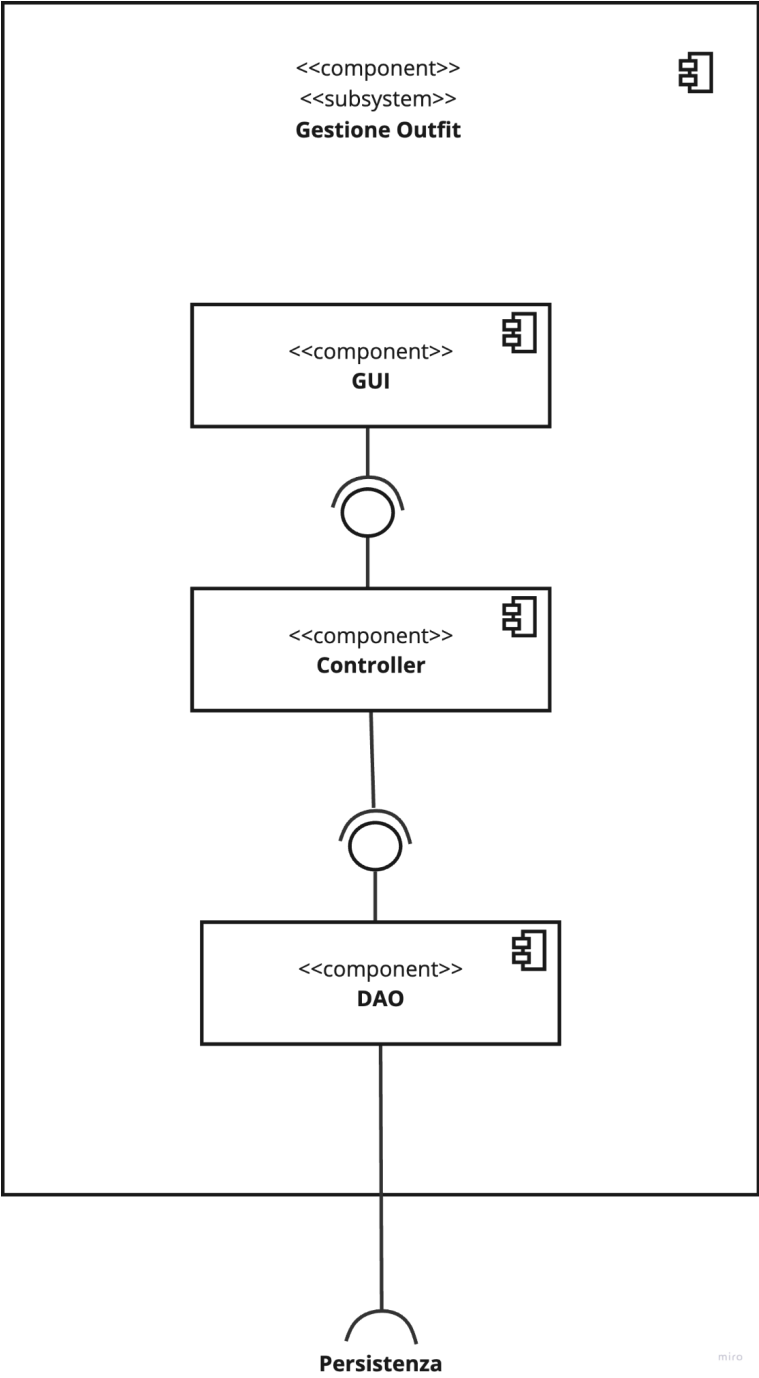 <<component>>
<<subsystem>>
Gestione Outfit
<<component>>
GUI
<<component>>
Controller
<<component>>
DAO
Persistenza
miro